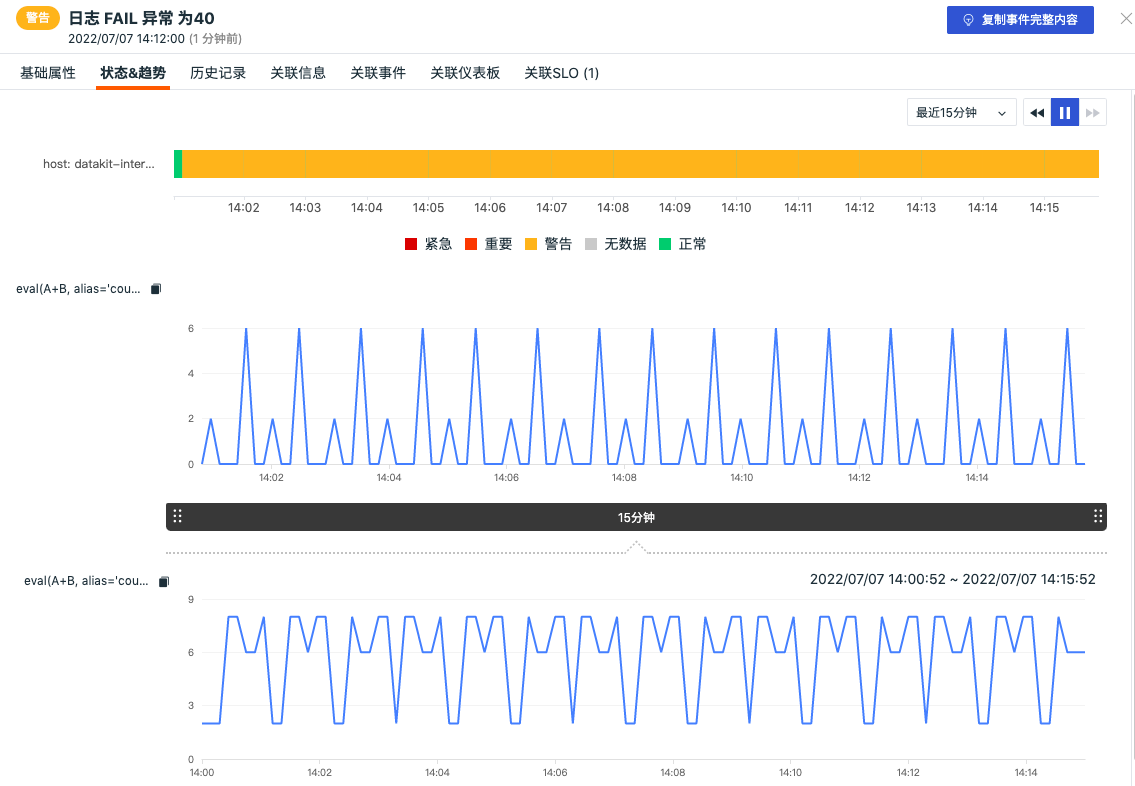 警告 日志 FAIL 异常 为40
复制事件完整内容
2022/07/07 14:12:00 (1 分钟前)
基础属性 状态&趋势 历史记录 关联信息 关联事件 关联仪表板 关联SLO (1)
最近15分钟
host: datakit-inter...
14:02 14:03 14:04 14:05 14:06 14:07 14:08 14:09 14:10 14:11 14:12 14:13 14:14 14:15
紧急 重要 警告 无数据 正常
eval(A+B, alias='cou...
6
4
2
0
14:02 14:04 14:06 14:08 14:10 14:12 14:14
15分钟
eval(A+B, alias='cou...
2022/07/07 14:00:52 ~ 2022/07/07 14:15:52
9
6
3
0
14:00 14:02 14:04 14:06 14:08 14:10 14:12 14:14